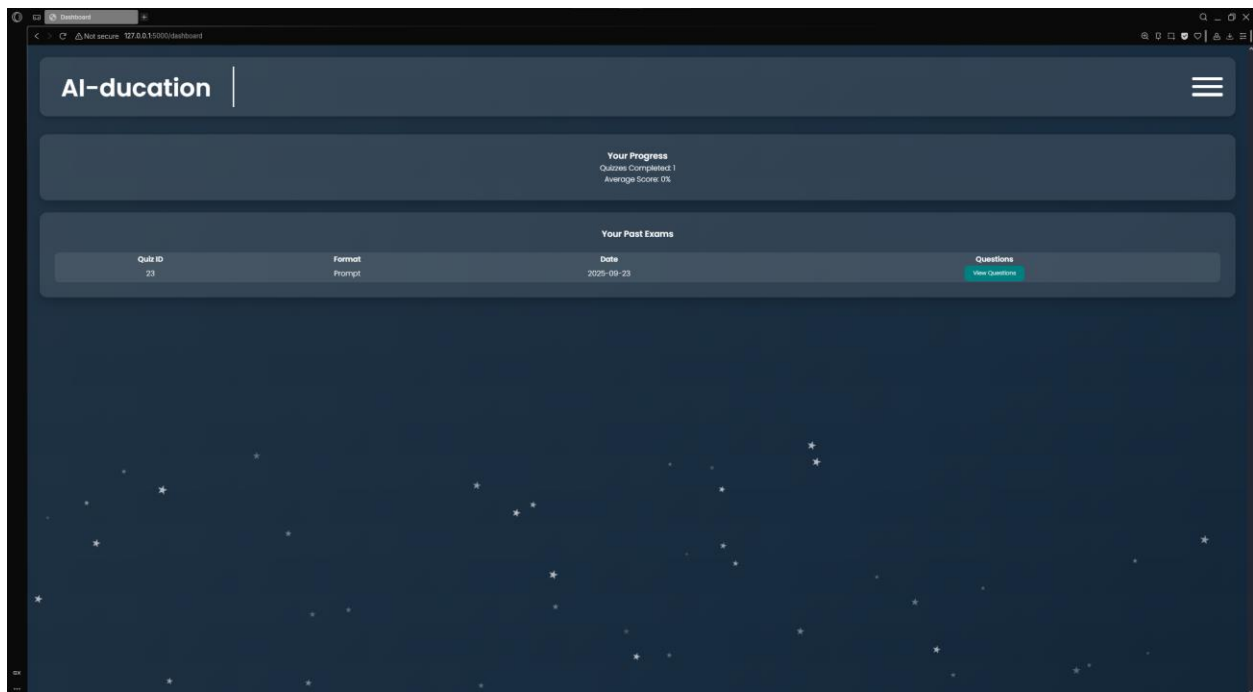 Dashboard
Not secure 127.0.0.1:5000/dashboard
AI-ducation
Your Progress
Quizzes Completed: 1
Average Score: 0%
Your Past Exams
Quiz ID Format Date Questions
23 Prompt 2025-09-23 View Questions
GX